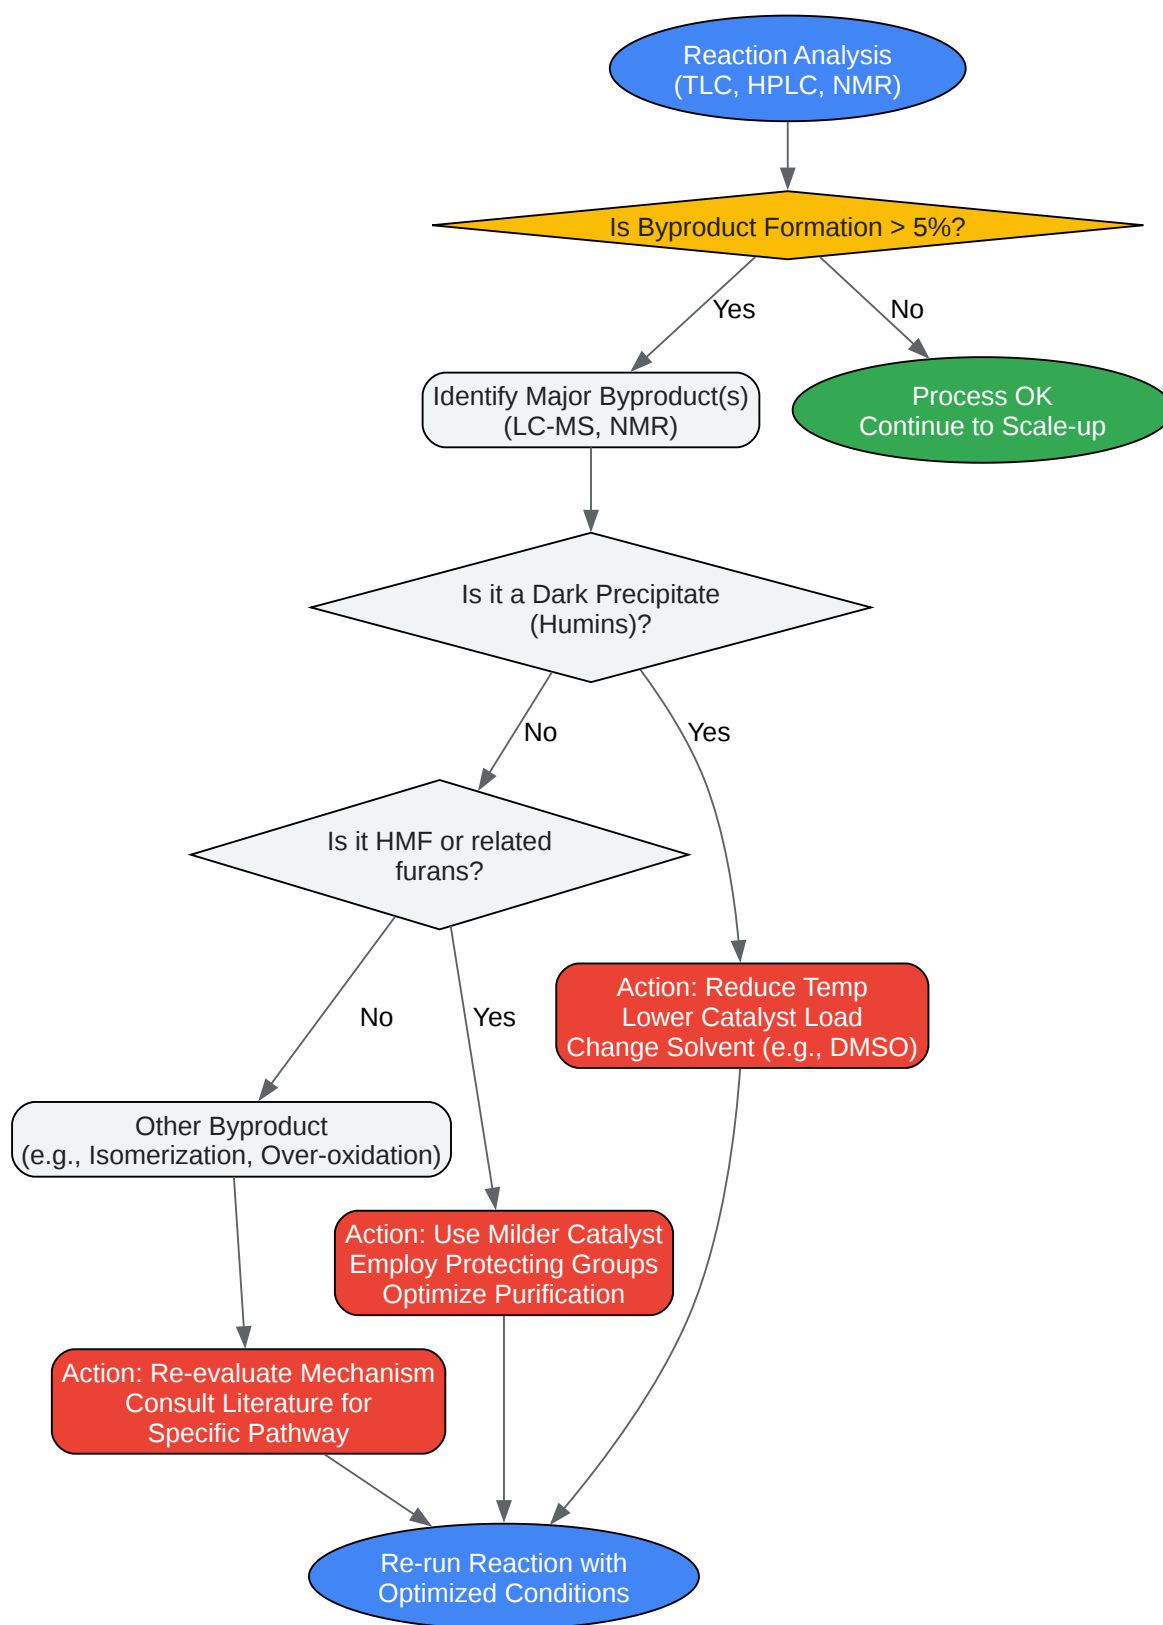 Reaction Analysis
(TLC, HPLC, NMR)
Is Byproduct Formation > 5%?
Yes
No
Identify Major Byproduct(s)
(LC-MS, NMR)
Process OK
Continue to Scale-up
Is it a Dark Precipitate
(Humins)?
No
Yes
Is it HMF or related
furans?
No
Yes
Action: Reduce Temp
Lower Catalyst Load
Change Solvent (e.g., DMSO)
Other Byproduct
(e.g., Isomerization, Over-oxidation)
Action: Use Milder Catalyst
Employ Protecting Groups
Optimize Purification
Action: Re-evaluate Mechanism
Consult Literature for
Specific Pathway
Re-run Reaction with
Optimized Conditions